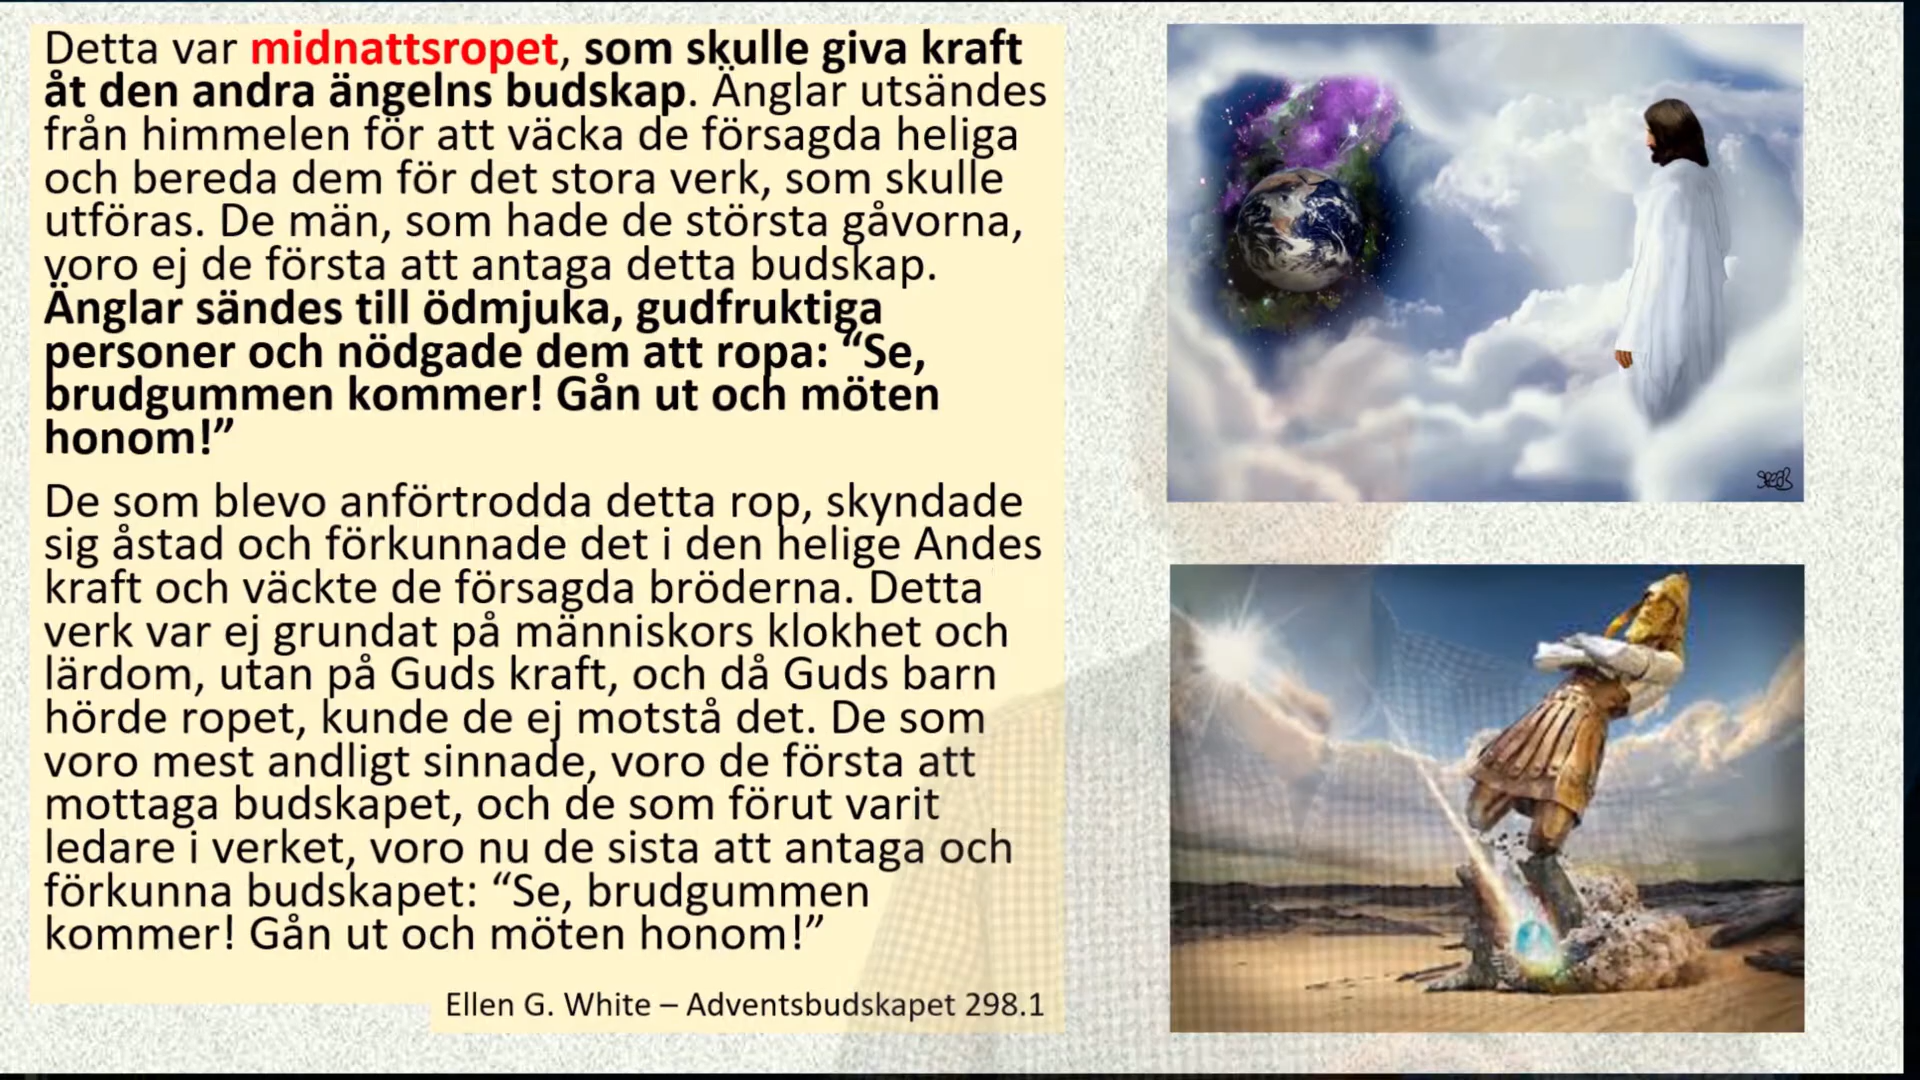 Detta var midnattsropet, som skulle giva kraft
åt den andra ängelns budskap. Änglar utsändes
från himmelen för att väcka de försagda heliga
och bereda dem för det stora verk, som skulle
utföras. De män, som hade de största gåvorna,
voro ej de första att antaga detta budskap.
Änglar sändes till ödmjuka, gudfruktiga
personer och nödgade dem att ropa: “Se,
brudgummen kommer! Gån ut och möten
honom!”
De som blevo anförtrodda detta rop, skyndade
sig åstad och förkunnade det i den helige Andes
kraft och väckte de försagda bröderna. Detta
verk var ej grundat på människors klokhet och
lärdom, utan på Guds kraft, och då Guds barn
hörde ropet, kunde de ej motstå det. De som
voro mest andligt sinnade, voro de första att
mottaga budskapet, och de som förut varit
ledare i verket, voro nu de sista att antaga och
förkunna budskapet: “Se, brudgummen
kommer! Gån ut och möten honom!”
Ellen G. White – Adventsbudskapet 298.1